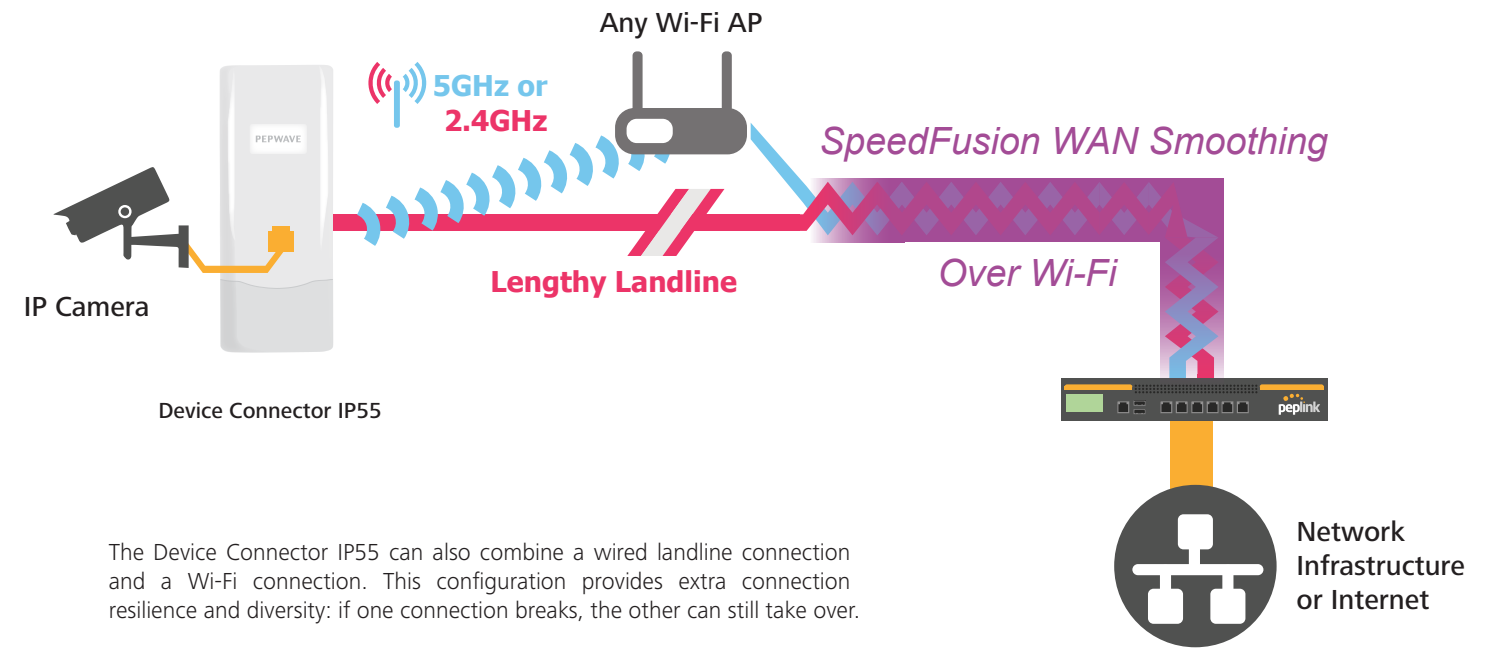 Any Wi-Fi AP
5GHz or
2.4GHz
PEPWAVE
SpeedFusion WAN Smoothing
Lengthy Landline
Over Wi-Fi
IP Camera
Device Connector IP55
peplink
The Device Connector IP55 can also combine a wired landline connection
and a Wi-Fi connection. This configuration provides extra connection
resilience and diversity: if one connection breaks, the other can still take over.
Network
Infrastructure
or Internet